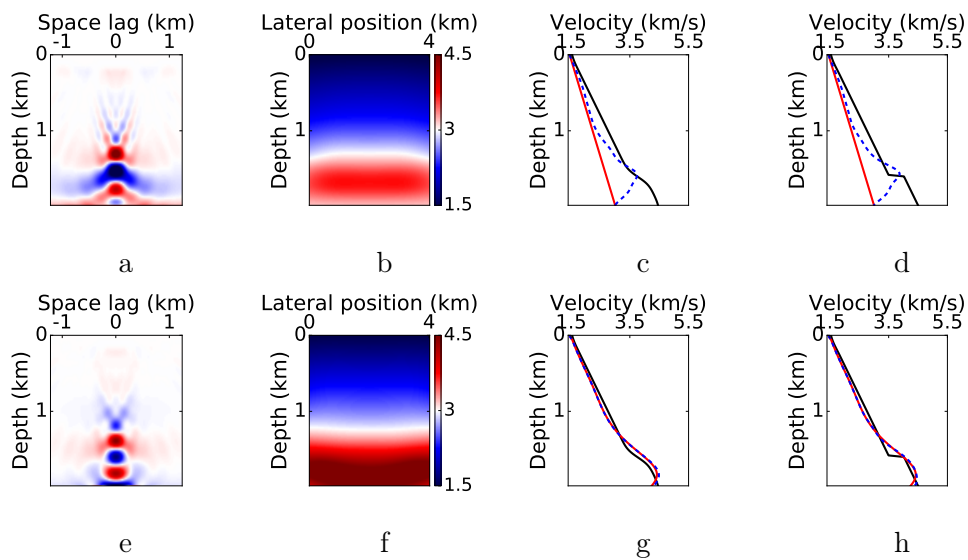 Space lag (km)
-1 0 1
0
1
Depth (km)
a
Lateral position (km)
0 4
0
1
Depth (km)
4.5
3
1.5
b
Velocity (km/s)
1.5 3.5 5.5
0
1
Depth (km)
c
Velocity (km/s)
1.5 3.5 5.5
0
1
Depth (km)
d
Space lag (km)
-1 0 1
0
1
Depth (km)
e
Lateral position (km)
0 4
0
1
Depth (km)
4.5
3
1.5
f
Velocity (km/s)
1.5 3.5 5.5
0
1
Depth (km)
g
Velocity (km/s)
1.5 3.5 5.5
0
1
Depth (km)
h